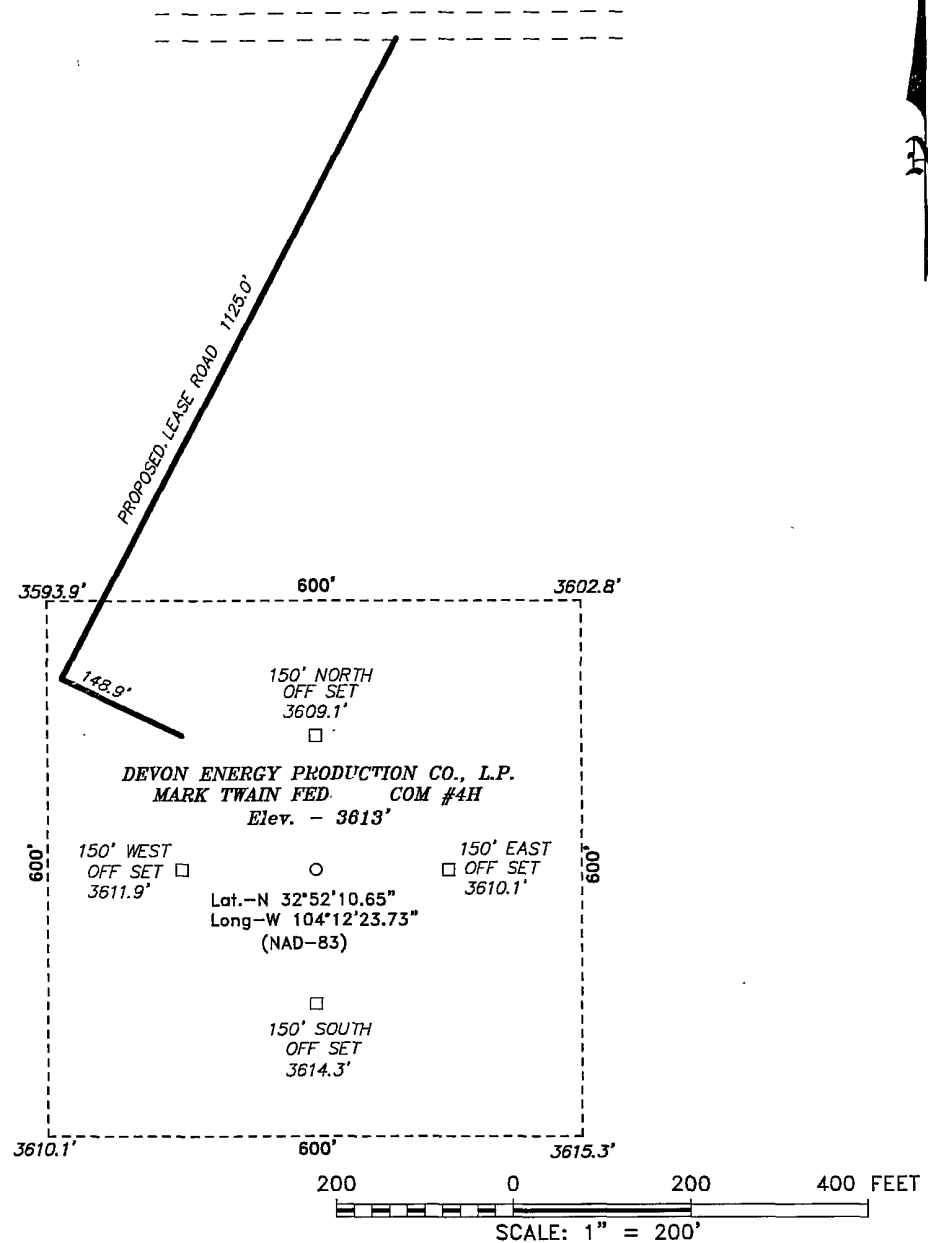 PROPOSED LEASE ROAD 1125.0'
3593.9'
600'
3602.8'
148.9'
150' NORTH
OFF SET
3609.1'
DEVON ENERGY PRODUCTION CO., L.P.
MARK TWAIN FED COM #4H
Elev. - 3613'
600'
150' WEST
OFF SET
3611.9'
150' EAST
OFF SET
3610.1'
600'
Lat.-N 32°52'10.65"
Long-W 104°12'23.73"
(NAD-83)
150' SOUTH
OFF SET
3614.3'
3610.1'
600'
3615.3'
200 0 200 400 FEET
SCALE: 1" = 200'